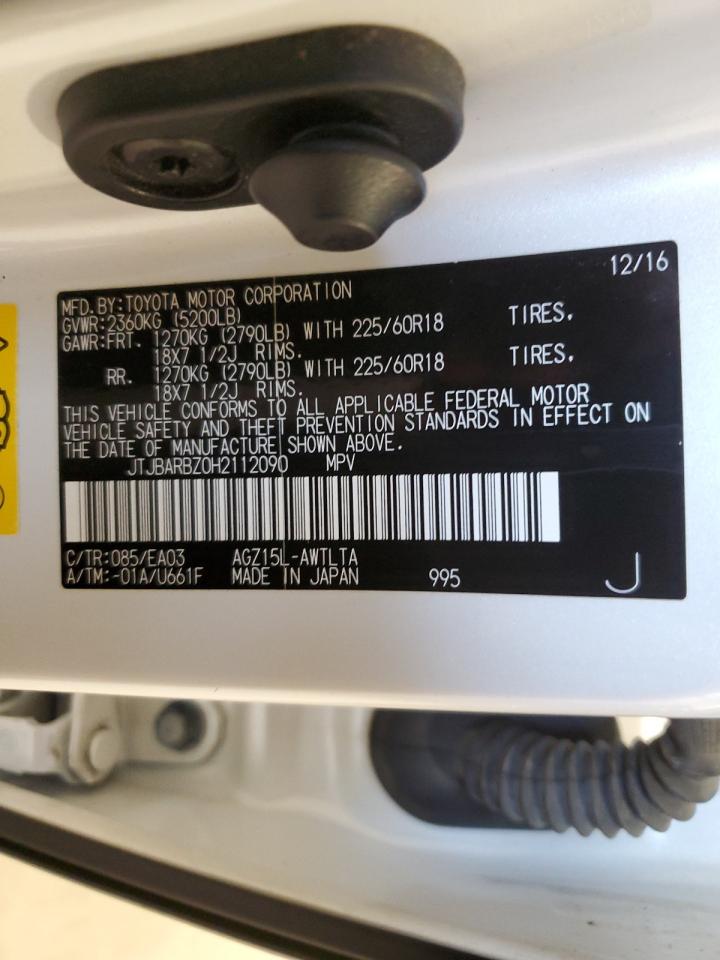 12/16
MFD.BY:TOYOTA MOTOR CORPORATION
GVWR:2360KG (5200LB)
GAWR:FRT. 1270KG (2790LB) WITH 225/60R18 TIRES.
18X7 1/2J RIMS.
RR. 1270KG (2790LB) WITH 225/60R18 TIRES.
18X7 1/2J RIMS.
THIS VEHICLE CONFORMS TO ALL APPLICABLE FEDERAL MOTOR
VEHICLE SAFETY AND THEFT PREVENTION STANDARDS IN EFFECT ON
THE DATE OF MANUFACTURE SHOWN ABOVE.
JTJBARBZ0H2112090 MPV
C/TR:085/EA03 AGZ15L-AWTLTA
A/TM:-01A/U661F MADE IN JAPAN 995 J